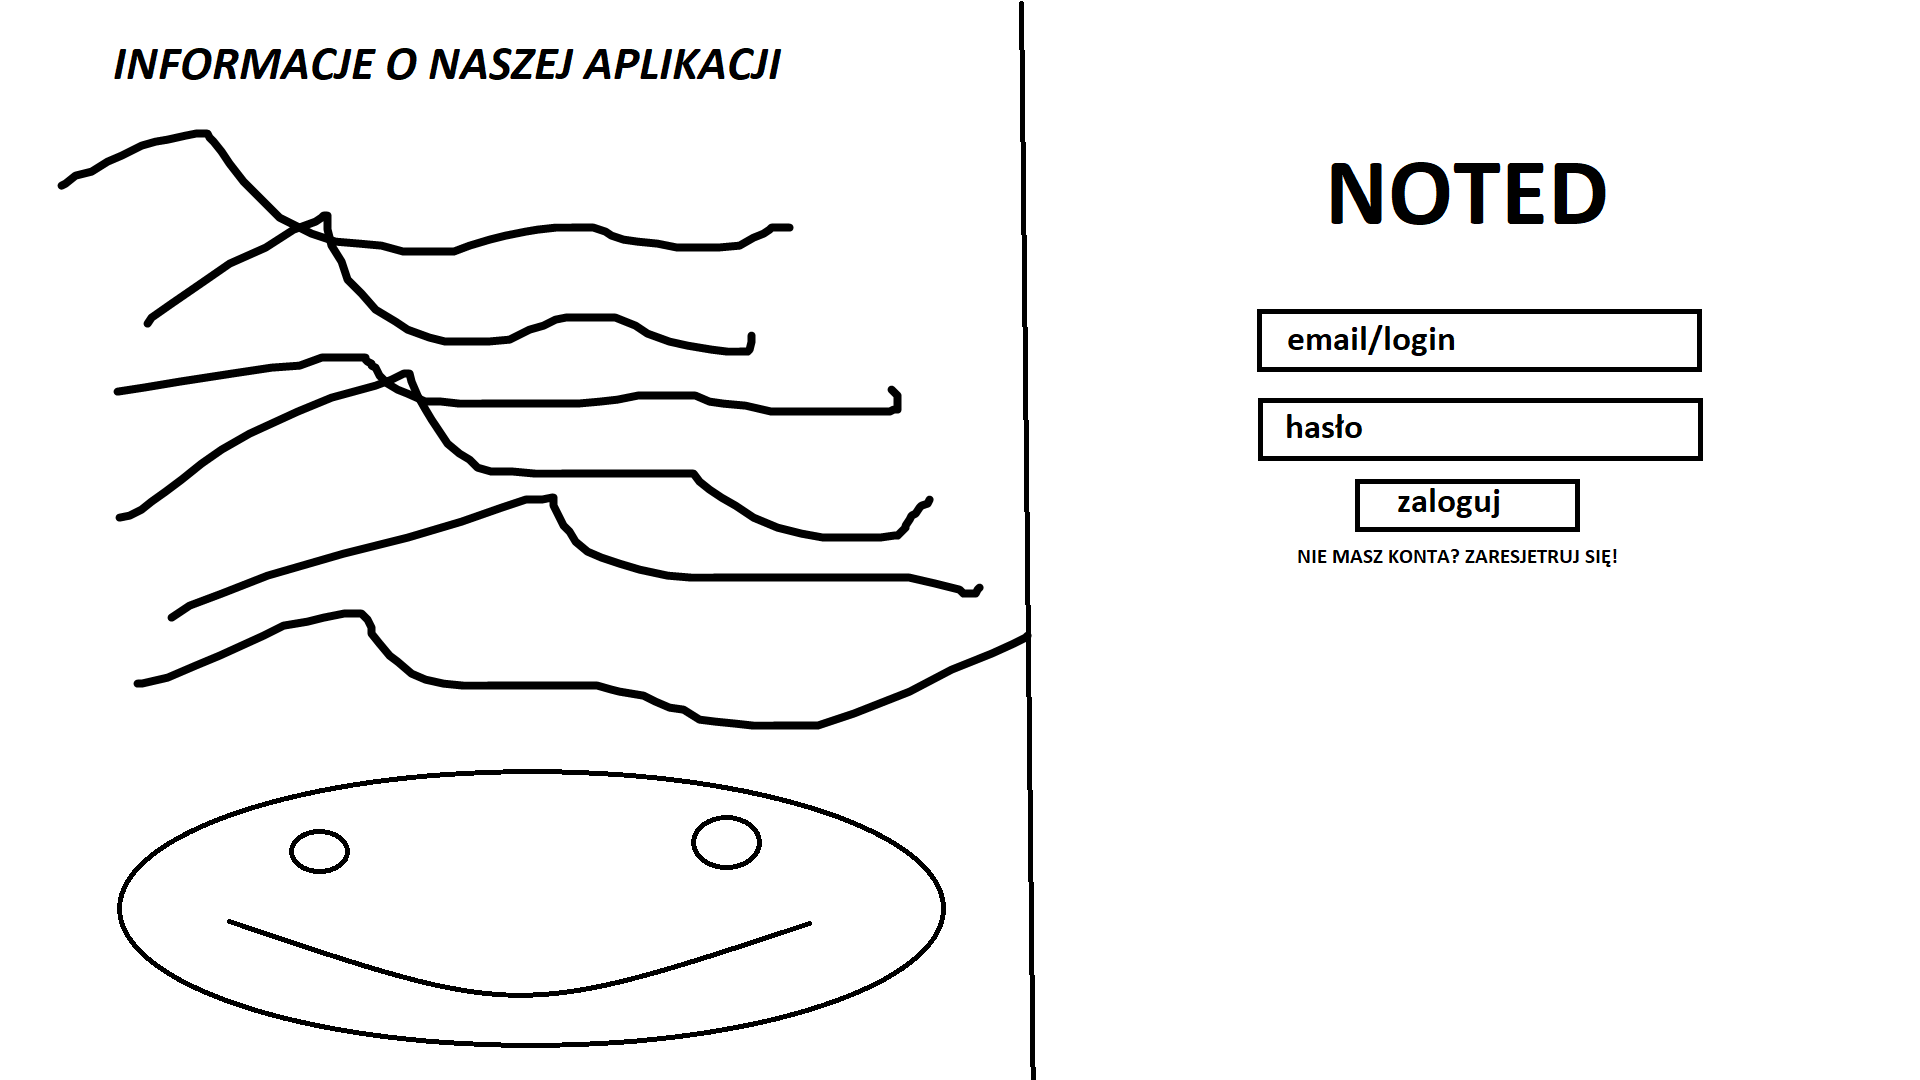 INFORMACJE O NASZEJ APLIKACJI
NOTED
email/login
hasło
zaloguj
NIE MASZ KONTA? ZARESJETRUJ SIĘ!